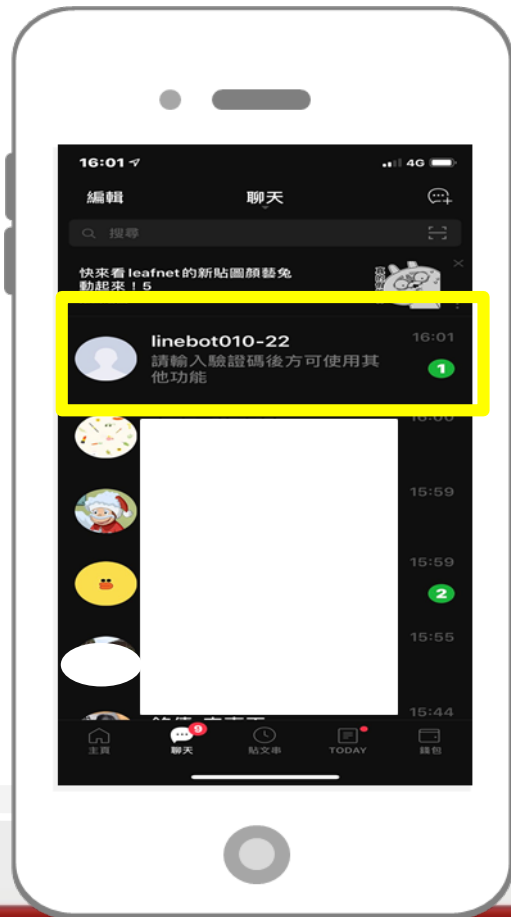 16:01
4G
編輯
聊天
搜尋
快來看leafnet的新貼圖顏藝兔
動起來！5
linebot010-22
16:01
請輸入驗證碼後方可使用其
他功能
1
16:00
15:59
15:59
2
15:55
15:44
9
主頁
聊天
貼文串
TODAY
錢包